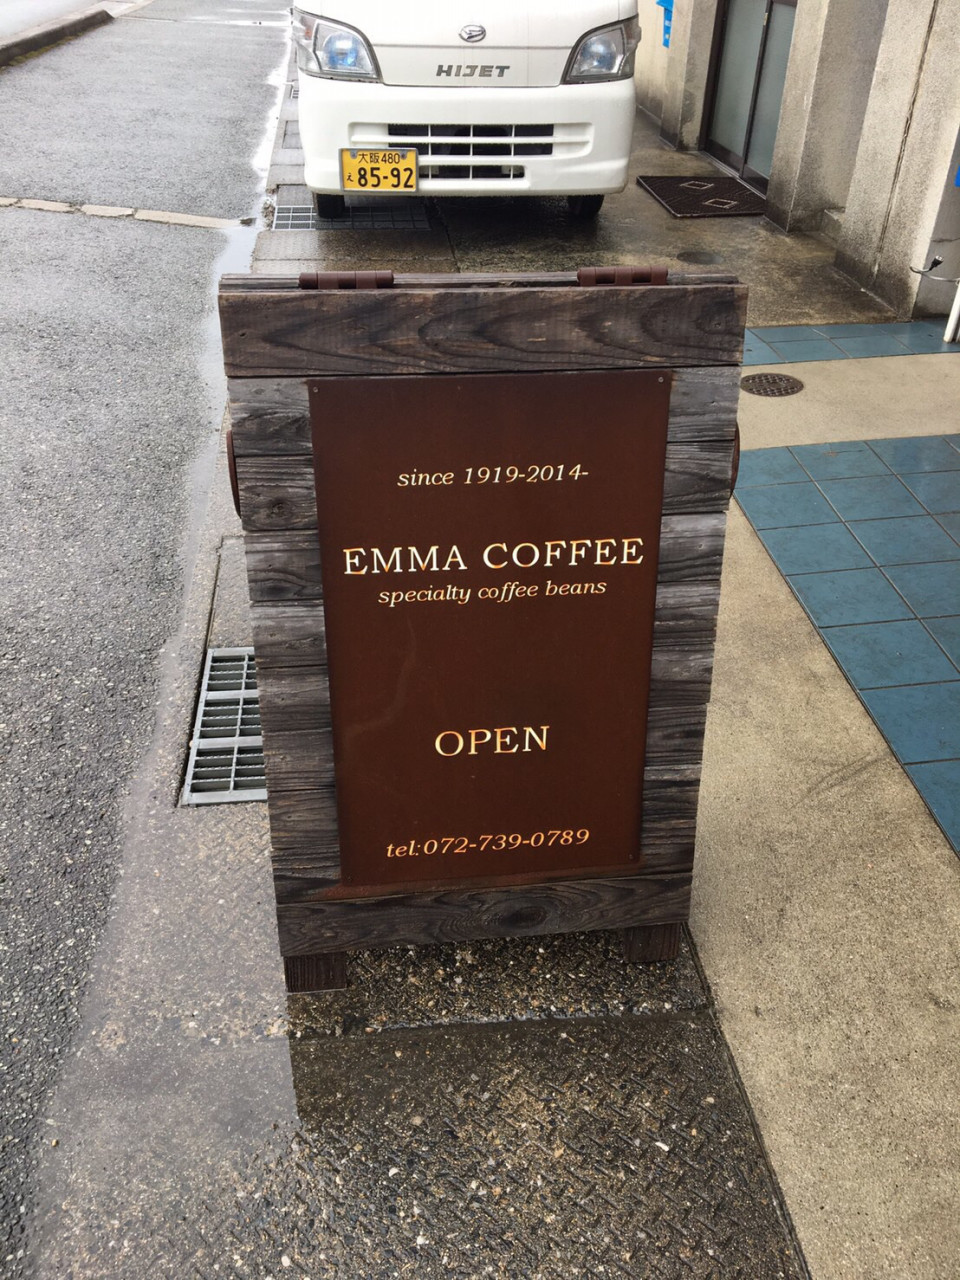 HIJET
大阪480
え 85-92
since 1919-2014-
EMMA COFFEE
specialty coffee beans
OPEN
tel:072-739-0789